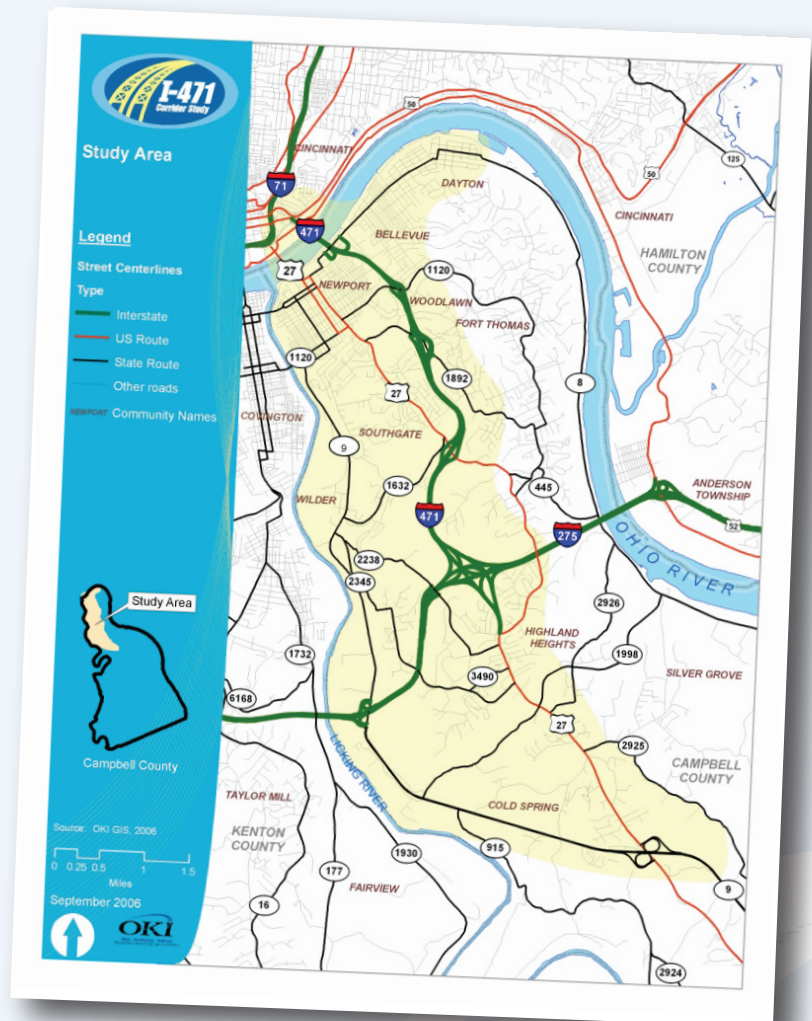 I-471
Corridor Study
Study Area
Legend
Street Centerlines
Type
Interstate
US Route
State Route
Other roads
NEWPORT Community Names
Study Area
Campbell County
Source: OKI GIS, 2006
0 0.25 0.5 1 1.5
Miles
September 2006
OKI
50
CINCINNATI
125
50
71
DAYTON
CINCINNATI
471
BELLEVUE
HAMILTON
COUNTY
27
1120
NEWPORT
WOODLAWN
FORT THOMAS
1120
1892
8
27
COVINGTON
SOUTHGATE
9
1632
445
ANDERSON
TOWNSHIP
WILDER
471
275
52
OHIO RIVER
2238
2345
2926
HIGHLAND
HEIGHTS
1732
1998
3490
SILVER GROVE
6168
27
2925
LICKING RIVER
CAMPBELL
COUNTY
TAYLOR MILL
COLD SPRING
KENTON
COUNTY
915
1930
177
FAIRVIEW
9
16
2924